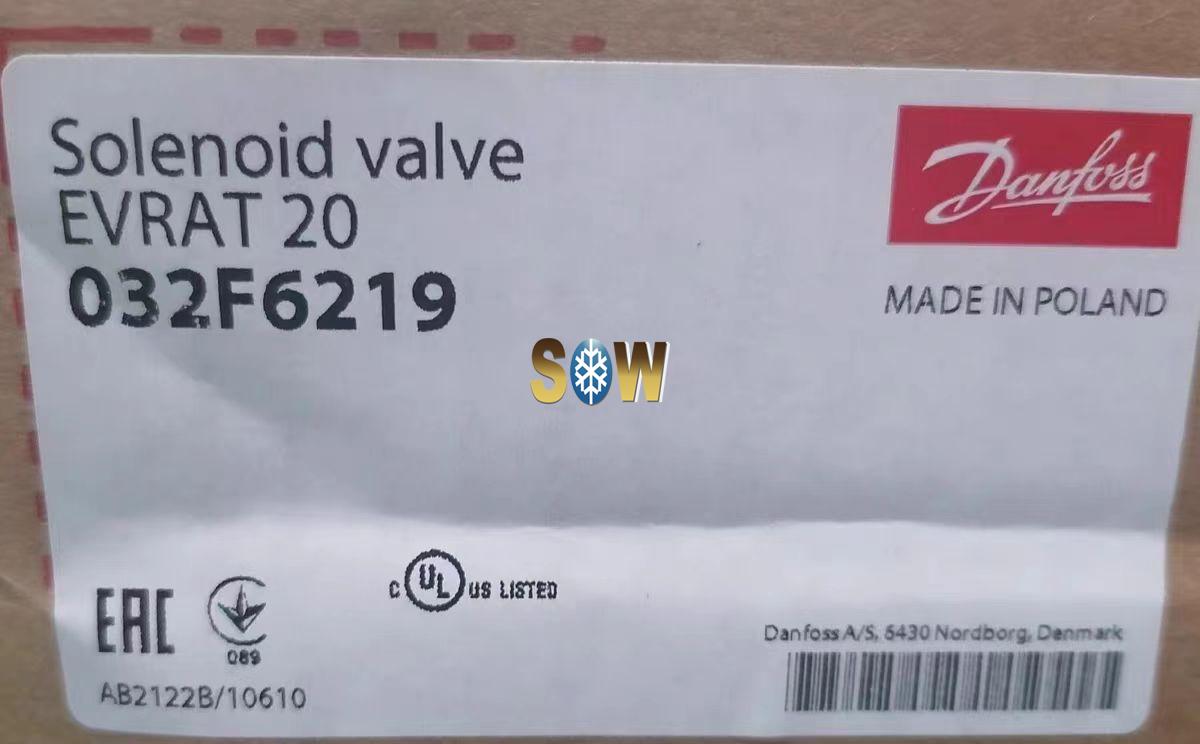 Solenoid valve
EVRAT 20
032F6219
Danfoss
MADE IN POLAND
SOW
EAC
089
C UL US LISTED
AB2122B/10610
Danfoss A/S, 6430 Nordborg, Denmark